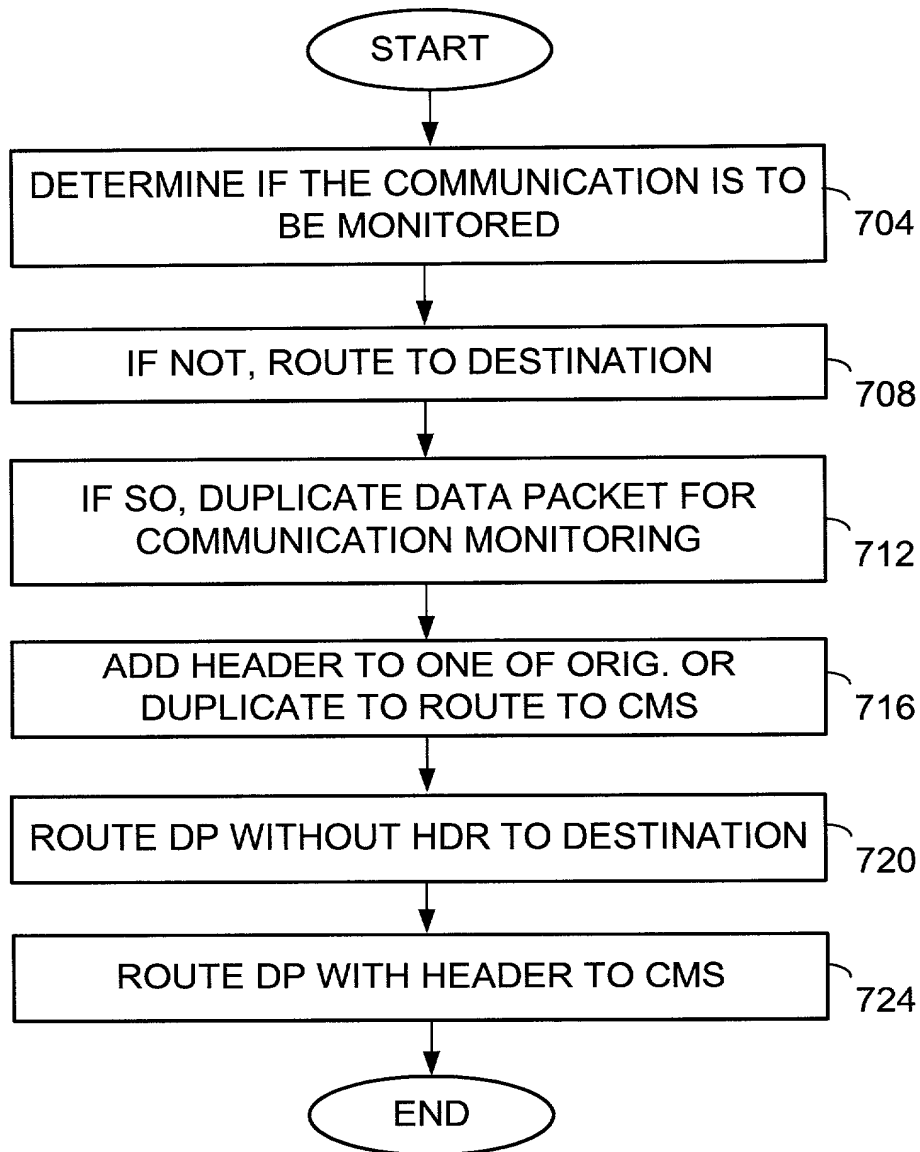 START
DETERMINE IF THE COMMUNICATION IS TO
BE MONITORED
704
IF NOT, ROUTE TO DESTINATION
708
IF SO, DUPLICATE DATA PACKET FOR
COMMUNICATION MONITORING
712
ADD HEADER TO ONE OF ORIG. OR
DUPLICATE TO ROUTE TO CMS
716
ROUTE DP WITHOUT HDR TO DESTINATION
720
ROUTE DP WITH HEADER TO CMS
724
END